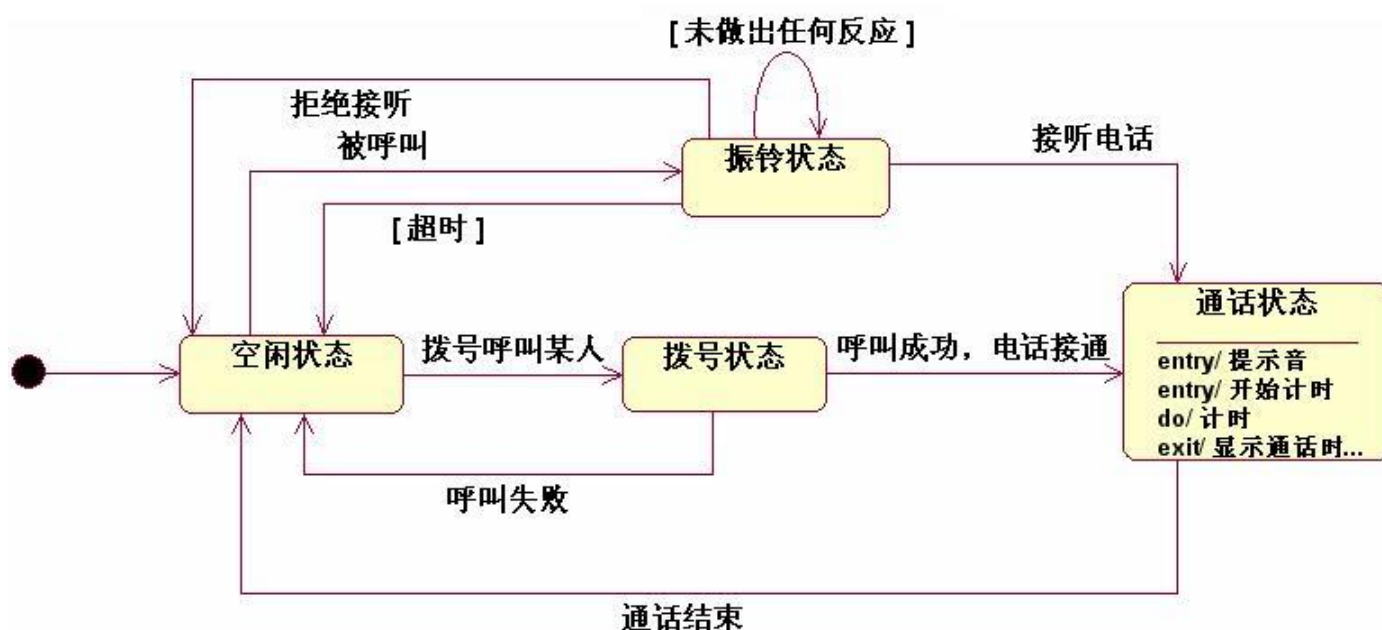 [未做出任何反应]
拒绝接听
被呼叫
振铃状态
接听电话
[超时]
空闲状态
拨号呼叫某人
拨号状态
呼叫成功，电话接通
通话状态
entry/ 提示音
entry/ 开始计时
do/ 计时
exit/ 显示通话时...
呼叫失败
通话结束